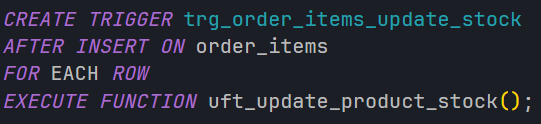 CREATE TRIGGER trg_order_items_update_stock
AFTER INSERT ON order_items
FOR EACH ROW
EXECUTE FUNCTION uft_update_product_stock();